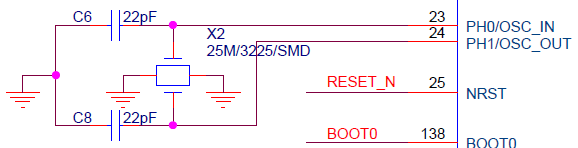 C6 22pF
X2
25M/3225/SMD
C8 22pF
23 PH0/OSC_IN
24 PH1/OSC_OUT
RESET_N 25 NRST
BOOT0 138 BOOT0